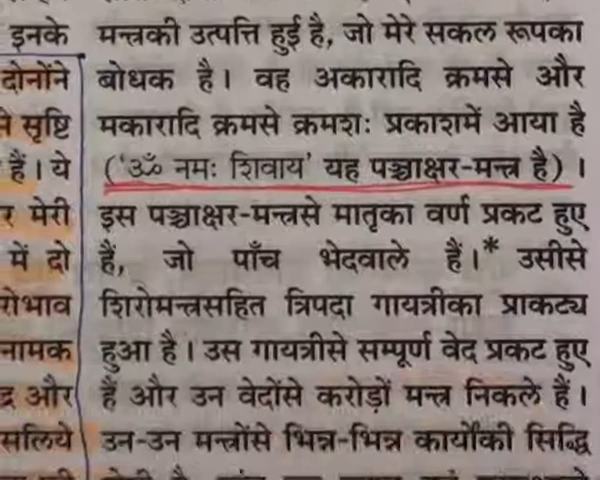 इनके
दोनोंने
सृष्टि
हैं। ये
र मेरी
में दो
रोभाव
नामक
द्र और
सलिये
मन्त्रकी उत्पत्ति हुई है, जो मेरे सकल रूपका
बोधक है। वह अकारादि क्रमसे और
मकारादि क्रमसे क्रमशः प्रकाशमें आया है
('ॐ नमः शिवाय' यह पञ्चाक्षर-मन्त्र है) ।
इस पञ्चाक्षर-मन्त्रसे मातृका वर्ण प्रकट हुए
हैं, जो पाँच भेदवाले हैं।* उसीसे
शिरोमन्त्रसहित त्रिपदा गायत्रीका प्राकट्य
हुआ है। उस गायत्रीसे सम्पूर्ण वेद प्रकट हुए
हैं और उन वेदोंसे करोड़ों मन्त्र निकले हैं।
उन-उन मन्त्रोंसे भिन्न-भिन्न कार्योंकी सिद्धि